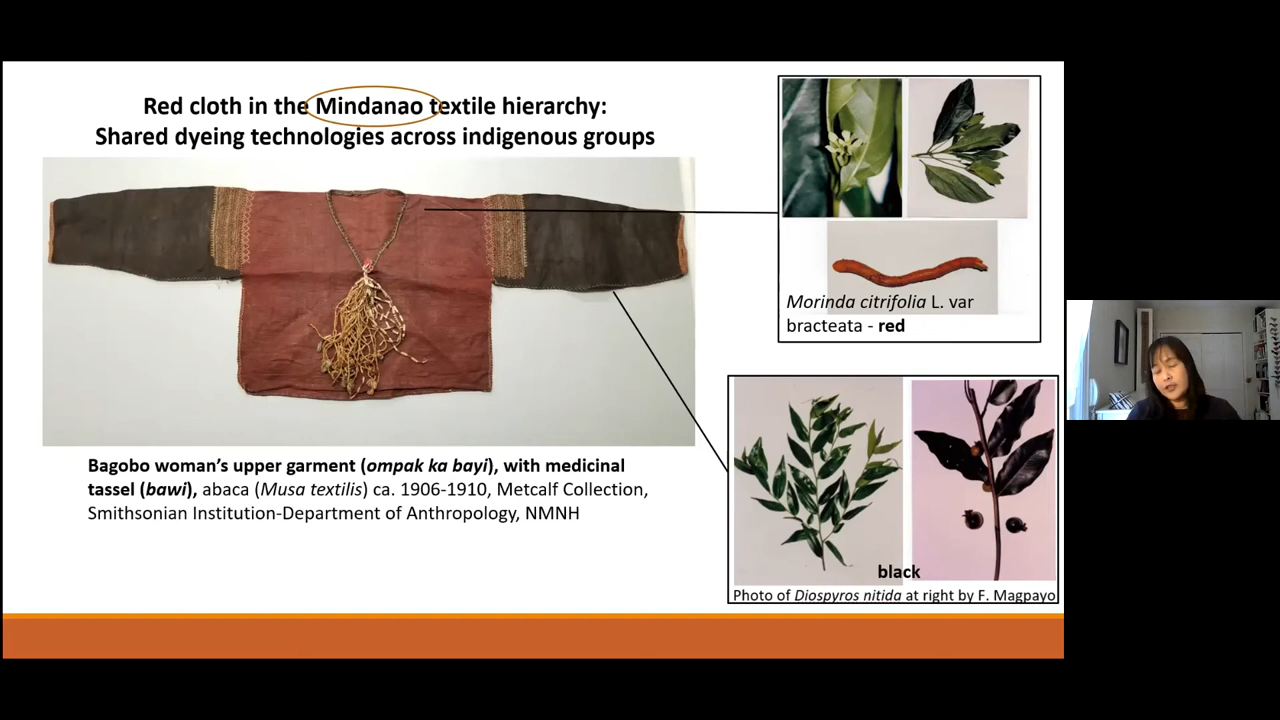 Red cloth in the Mindanao textile hierarchy:
Shared dyeing technologies across indigenous groups
Morinda citrifolia L. var
bracteata - red
Bagobo woman’s upper garment (ompak ka bayi), with medicinal
tassel (bawi), abaca (Musa textilis) ca. 1906-1910, Metcalf Collection,
Smithsonian Institution-Department of Anthropology, NMNH
black
Photo of Diospyros nitida at right by F. Magpayo